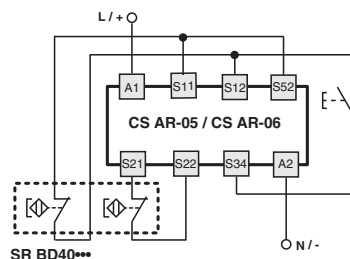 L / +
A1
S11
S12
S52
CS AR-05 / CS AR-06
S21
S22
S34
A2
N / -
SR BD40•••